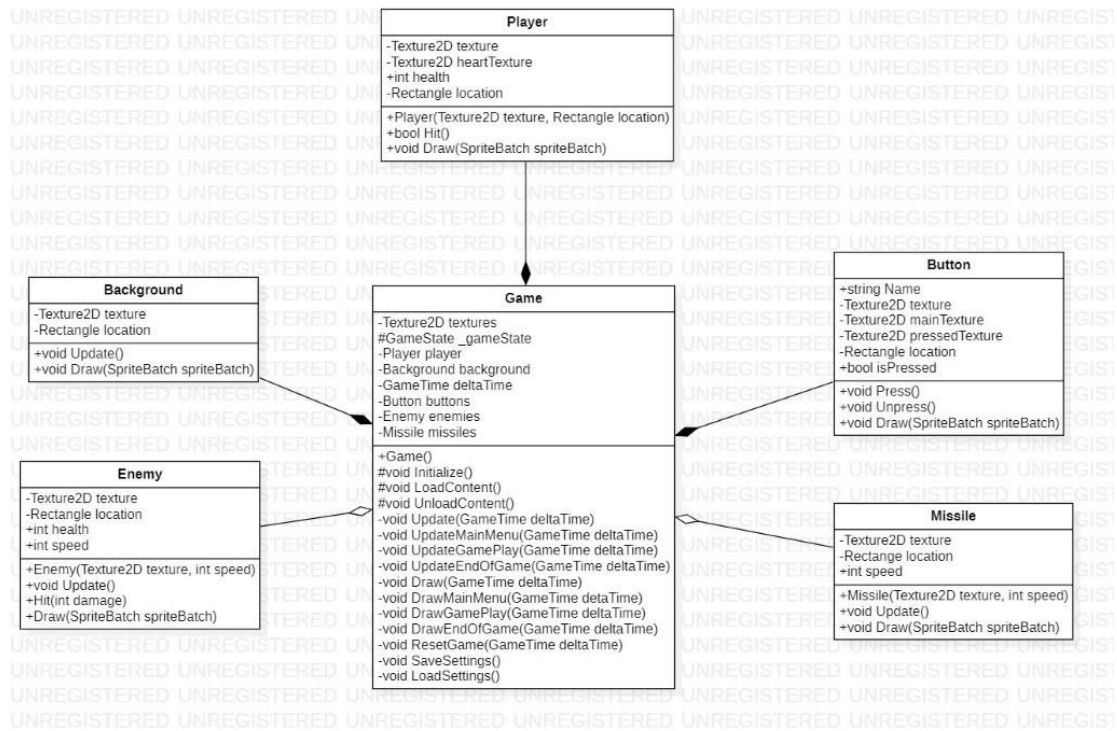 Player
-Texture2D texture
-Texture2D heartTexture
+int health
-Rectangle location
+Player(Texture2D texture, Rectangle location)
+bool Hit()
+void Draw(SpriteBatch spriteBatch)
Background
-Texture2D texture
-Rectangle location
+void Update()
+void Draw(SpriteBatch spriteBatch)
Game
-Texture2D textures
#GameState _gameState
-Player player
-Background background
-GameTime deltaTime
-Button buttons
-Enemy enemies
-Missile missiles
+Game()
#void Initialize()
#void LoadContent()
#void UnloadContent()
-void Update(GameTime deltaTime)
-void UpdateMainMenu(GameTime deltaTime)
-void UpdateGamePlay(GameTime deltaTime)
-void UpdateEndOfGame(GameTime deltaTime)
-void Draw(GameTime deltaTime)
-void DrawMainMenu(GameTime detaTime)
-void DrawGamePlay(GameTime deltaTime)
-void DrawEndOfGame(GameTime deltaTime)
-void ResetGame(GameTime deltaTime)
-void SaveSettings()
-void LoadSettings()
Button
+string Name
-Texture2D texture
-Texture2D mainTexture
-Texture2D pressedTexture
-Rectangle location
+bool isPressed
+void Press()
+void Unpress()
+void Draw(SpriteBatch spriteBatch)
Enemy
-Texture2D texture
-Rectangle location
+int health
+int speed
+Enemy(Texture2D texture, int speed)
+void Update()
+Hit(int damage)
+Draw(SpriteBatch spriteBatch)
Missile
-Texture2D texture
-Rectange location
+int speed
+Missile(Texture2D texture, int speed)
+void Update()
+void Draw(SpriteBatch spriteBatch)
UNREGISTERED UNREGISTERED UNREGISTERED UNREGISTERED UNREGISTERED UNREGISTERED